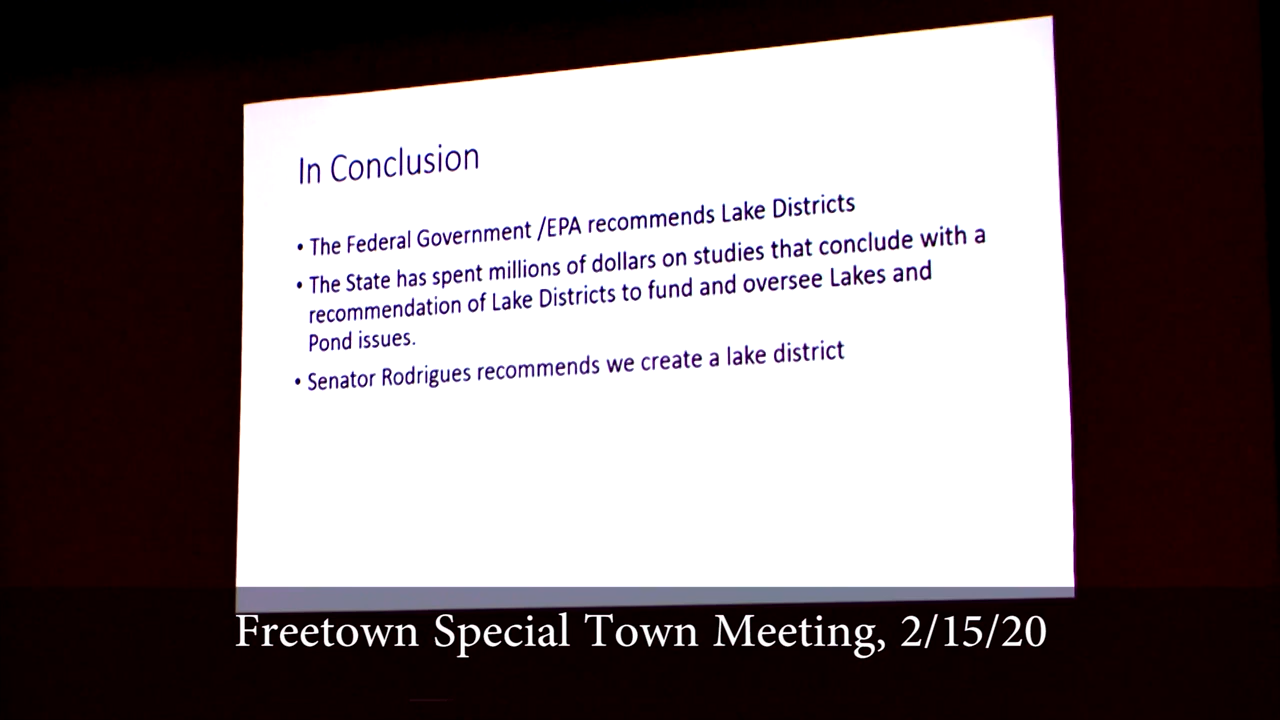 In Conclusion
• The Federal Government /EPA recommends Lake Districts
• The State has spent millions of dollars on studies that conclude with a
recommendation of Lake Districts to fund and oversee Lakes and
Pond issues.
• Senator Rodrigues recommends we create a lake district
Freetown Special Town Meeting, 2/15/20